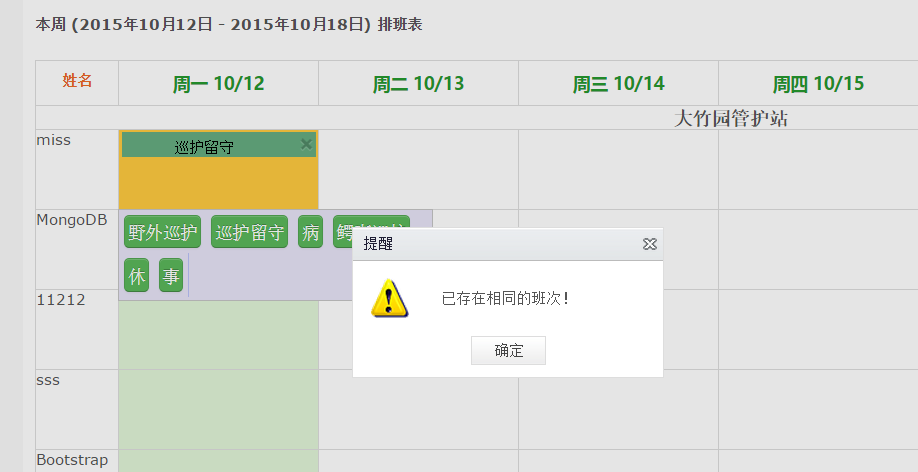 本周 (2015年10月12日 - 2015年10月18日) 排班表
姓名 周一 10/12 周二 10/13 周三 10/14 周四 10/15
大竹园管护站
miss 巡护留守
MongoDB 野外巡护 巡护留守 病
休 事
提醒
已存在相同的班次!
确定
11212
sss
Bootstrap